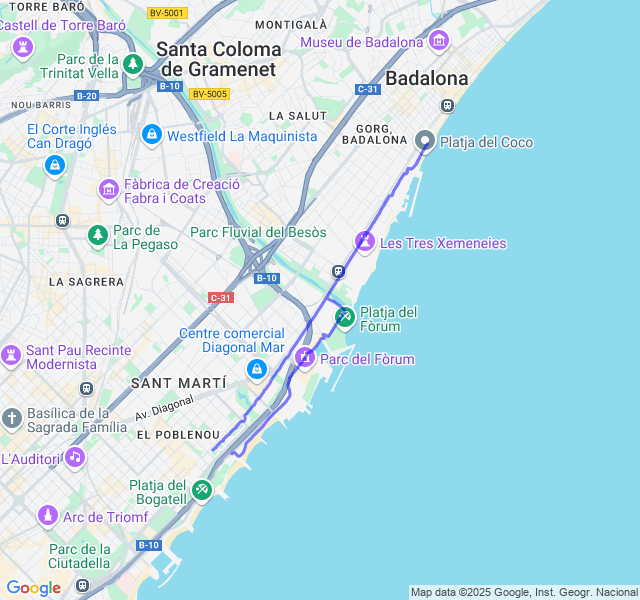 TORRE BARÓ
BV-5001
MONTIGALÀ
Castell de Torre Baró
Parc de la
Trinitat Vella
Santa Coloma
de Gramenet
Museu de Badalona
Badalona
B-10
C-31
B-20
BV-5005
NOU BARRIS
LA SALUT
El Corte Inglés
Can Dragó
Westfield La Maquinista
GORG,
BADALONA
Platja del Coco
Fàbrica de Creació
Fabra i Coats
Parc de
La Pegaso
Parc Fluvial del Besòs
Les Tres Xemeneies
LA SAGRERA
B-10
C-31
Platja del
Fòrum
Centre comercial
Diagonal Mar
Sant Pau Recinte
Modernista
Parc del Fòrum
SANT MARTÍ
Av. Diagonal
Basílica de la
Sagrada Família
EL POBLENOU
L'Auditori
Platja del
Bogatell
Arc de Triomf
Parc de la
Ciutadella
B-10
Google
Map data ©2025 Google, Inst. Geogr. Nacional